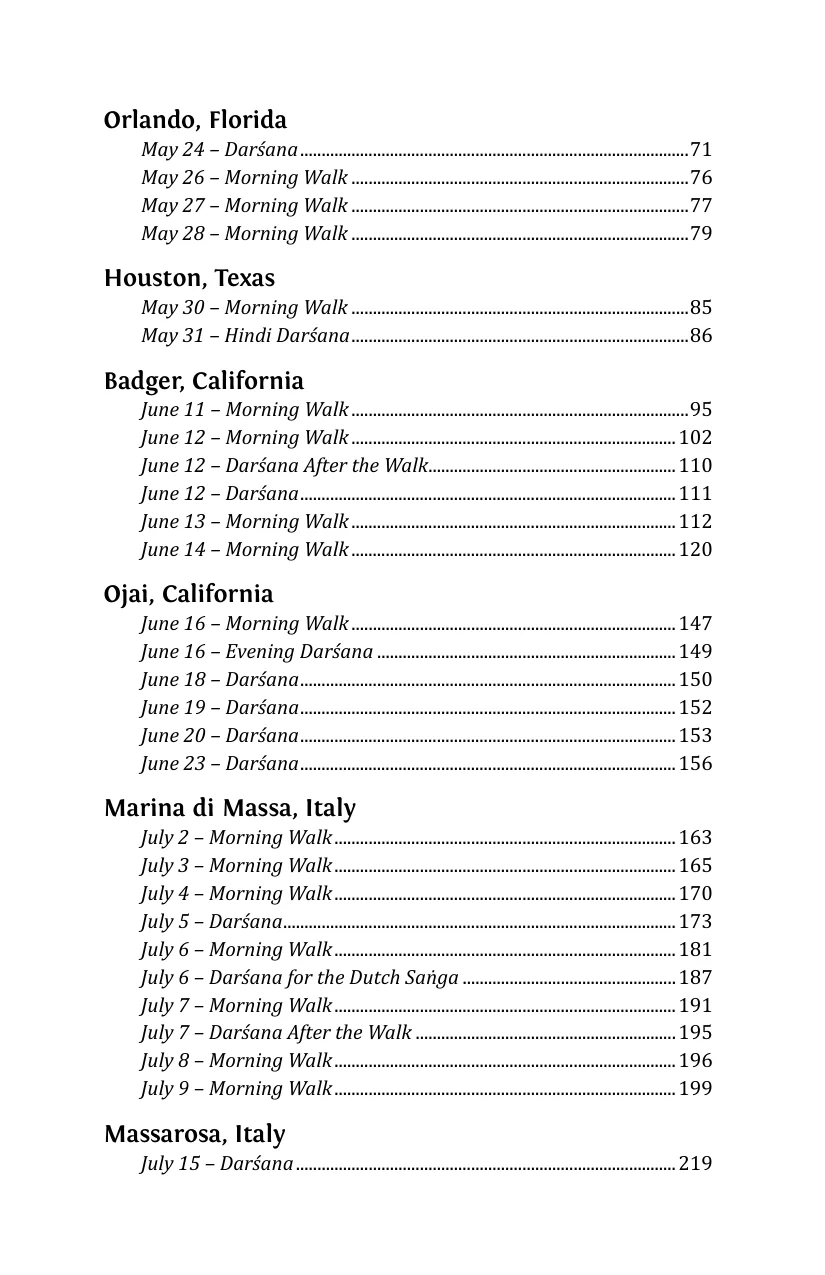 Orlando, Florida
May 24 – Darśana 71
May 26 – Morning Walk 76
May 27 – Morning Walk 77
May 28 – Morning Walk 79
Houston, Texas
May 30 – Morning Walk 85
May 31 – Hindi Darśana 86
Badger, California
June 11 – Morning Walk 95
June 12 – Morning Walk 102
June 12 – Darśana After the Walk 110
June 12 – Darśana 111
June 13 – Morning Walk 112
June 14 – Morning Walk 120
Ojai, California
June 16 – Morning Walk 147
June 16 – Evening Darśana 149
June 18 – Darśana 150
June 19 – Darśana 152
June 20 – Darśana 153
June 23 – Darśana 156
Marina di Massa, Italy
July 2 – Morning Walk 163
July 3 – Morning Walk 165
July 4 – Morning Walk 170
July 5 – Darśana 173
July 6 – Morning Walk 181
July 6 – Darśana for the Dutch Saṅga 187
July 7 – Morning Walk 191
July 7 – Darśana After the Walk 195
July 8 – Morning Walk 196
July 9 – Morning Walk 199
Massarosa, Italy
July 15 – Darśana 219